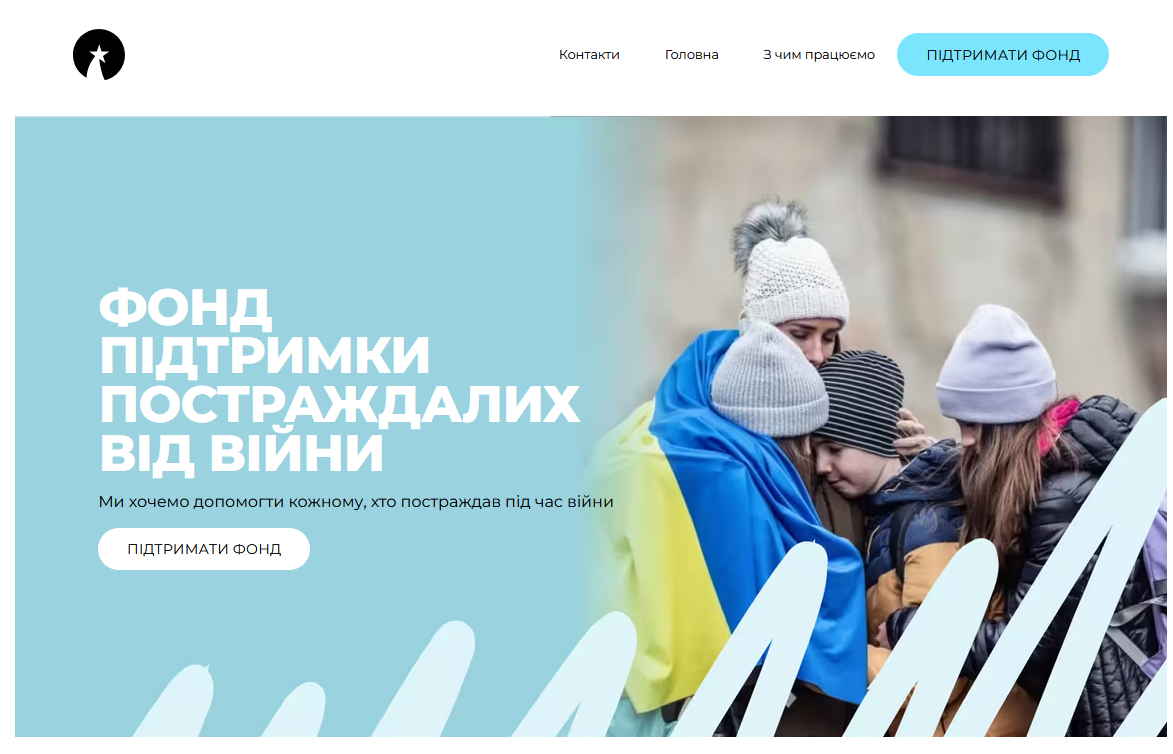 Контакти Головна З чим працюємо ПІДТРИМАТИ ФОНД
ФОНД
ПІДТРИМКИ
ПОСТРАЖДАЛИХ
ВІД ВІЙНИ
Ми хочемо допомогти кожному, хто постраждав під час війни
ПІДТРИМАТИ ФОНД